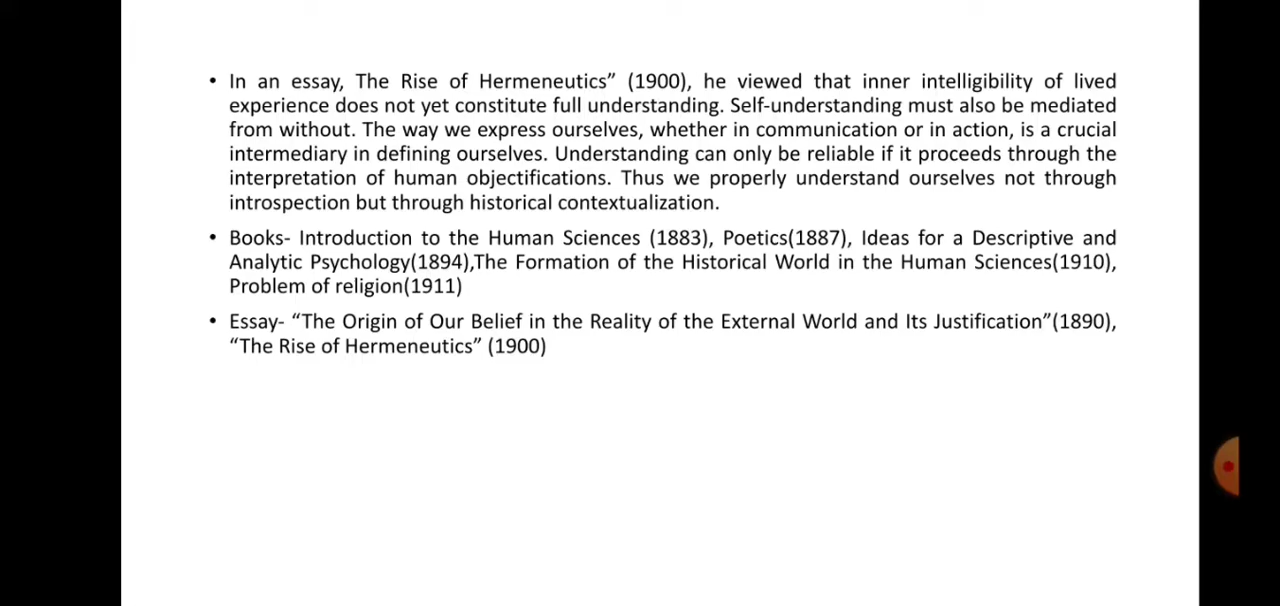 • In an essay, The Rise of Hermeneutics” (1900), he viewed that inner intelligibility of lived
experience does not yet constitute full understanding. Self-understanding must also be mediated
from without. The way we express ourselves, whether in communication or in action, is a crucial
intermediary in defining ourselves. Understanding can only be reliable if it proceeds through the
interpretation of human objectifications. Thus we properly understand ourselves not through
introspection but through historical contextualization.
• Books- Introduction to the Human Sciences (1883), Poetics(1887), Ideas for a Descriptive and
Analytic Psychology(1894),The Formation of the Historical World in the Human Sciences(1910),
Problem of religion(1911)
• Essay- “The Origin of Our Belief in the Reality of the External World and Its Justification”(1890),
“The Rise of Hermeneutics” (1900)